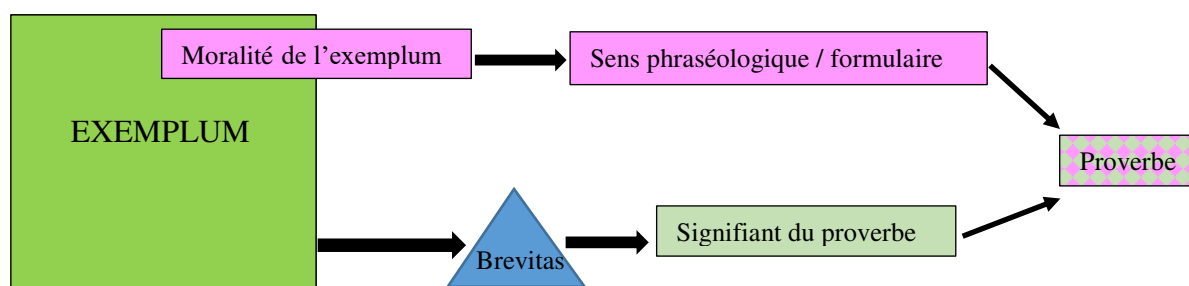 Moralité de l'exemplum
Sens phraséologique / formulaire
EXEMPLUM
Proverbe
Signifiant du proverbe
Brevitas